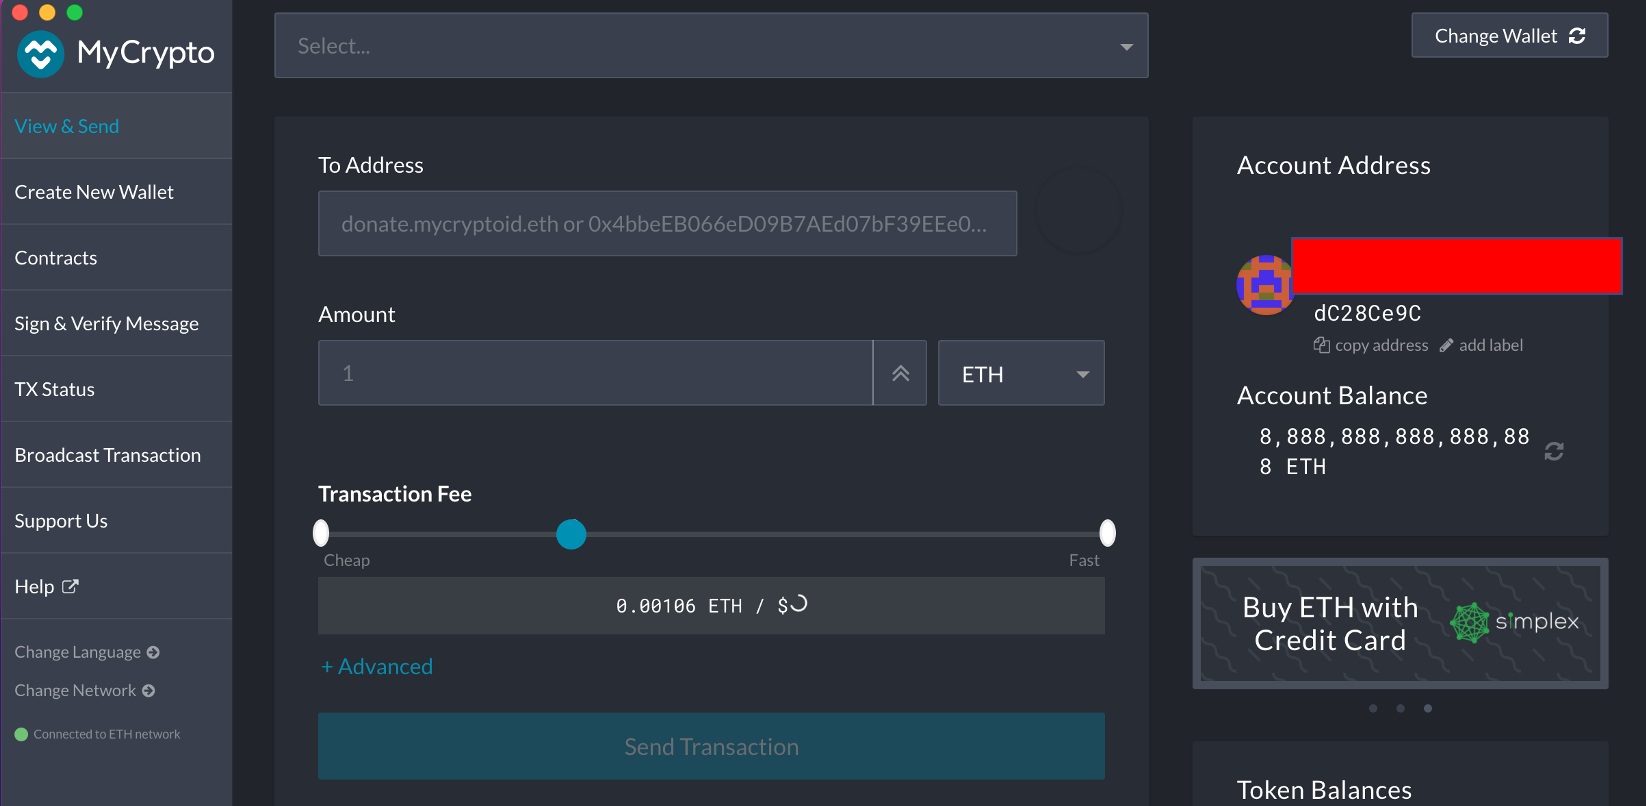 MyCrypto
View & Send
Create New Wallet
Contracts
Sign & Verify Message
TX Status
Broadcast Transaction
Support Us
Help
Change Language
Change Network
Connected to ETH network
Select...
To Address
donate.mycryptoid.eth or 0x4bbeEB066eD09B7AEd07bF39EEe0...
Amount
1
ETH
Transaction Fee
Cheap
Fast
0.00106 ETH / $
+ Advanced
Send Transaction
Change Wallet
Account Address
dC28Ce9C
copy address
add label
Account Balance
8,888,888,888,888,88
8 ETH
Buy ETH with
Credit Card
simplex
Token Balances